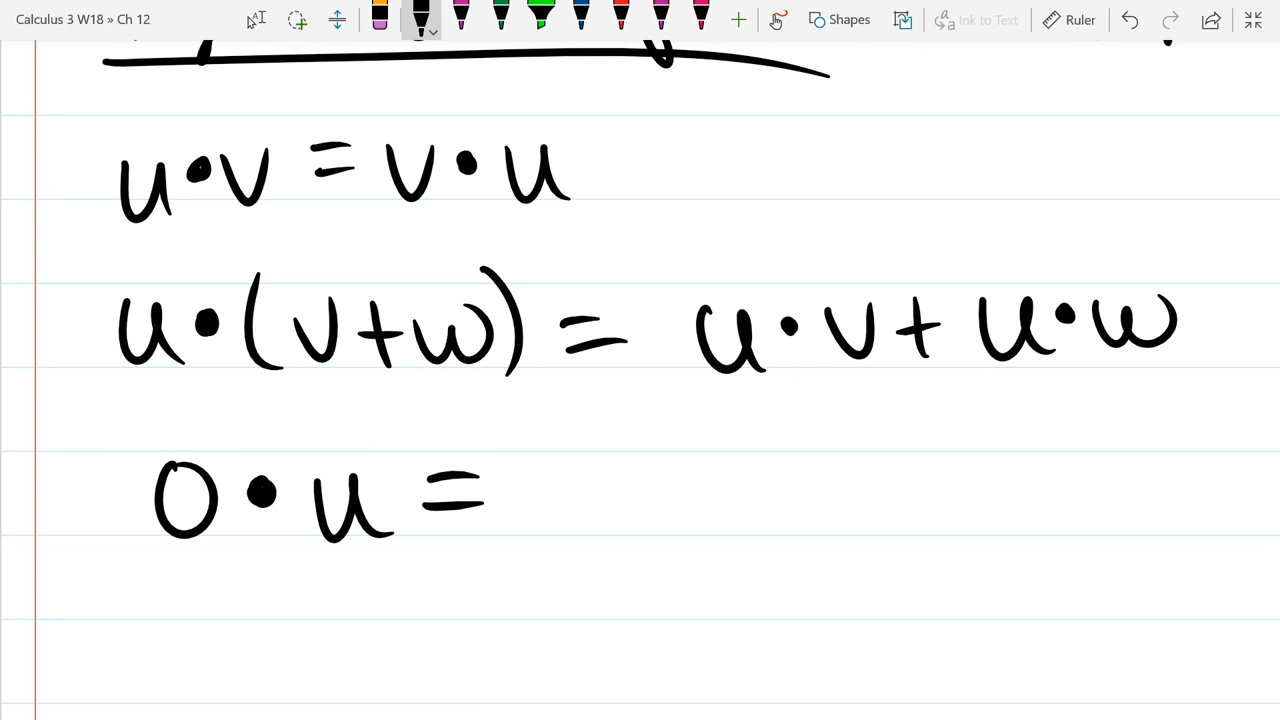 Calculus 3 W18 » Ch 12
Shapes
Ink to Text
Ruler
u•v = v•u
u•(v+w) = u•v + u•w
0•u =